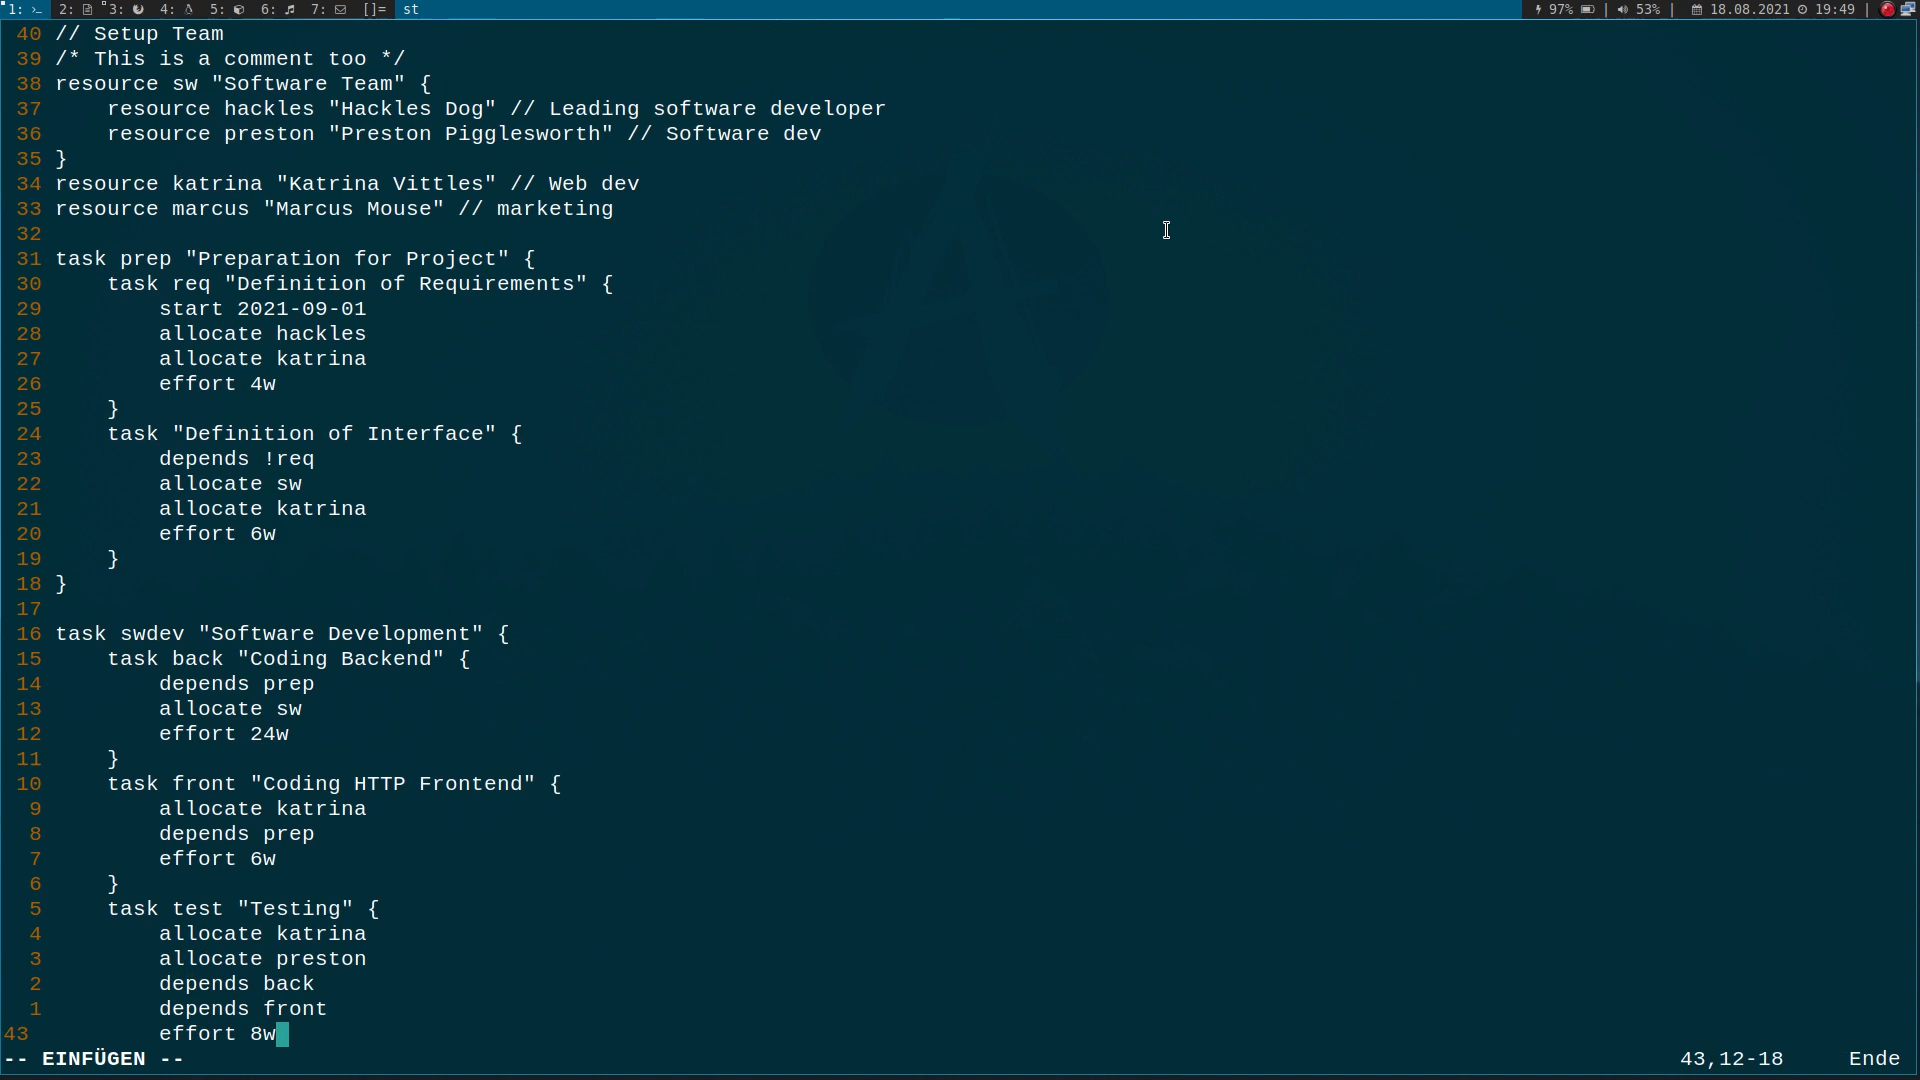 1: 2: 3: 4: 5: 6: 7: []= st 97% | 53% | 18.08.2021 19:49 |
40 // Setup Team
39 /* This is a comment too */
38 resource sw "Software Team" {
37     resource hackles "Hackles Dog" // Leading software developer
36     resource preston "Preston Pigglesworth" // Software dev
35 }
34 resource katrina "Katrina Vittles" // Web dev
33 resource marcus "Marcus Mouse" // marketing
32
31 task prep "Preparation for Project" {
30     task req "Definition of Requirements" {
29         start 2021-09-01
28         allocate hackles
27         allocate katrina
26         effort 4w
25     }
24     task "Definition of Interface" {
23         depends !req
22         allocate sw
21         allocate katrina
20         effort 6w
19     }
18 }
17
16 task swdev "Software Development" {
15     task back "Coding Backend" {
14         depends prep
13         allocate sw
12         effort 24w
11     }
10     task front "Coding HTTP Frontend" {
9         allocate katrina
8         depends prep
7         effort 6w
6     }
5     task test "Testing" {
4         allocate katrina
3         allocate preston
2         depends back
1         depends front
43         effort 8w
-- EINFÜGEN -- 43,12-18 Ende